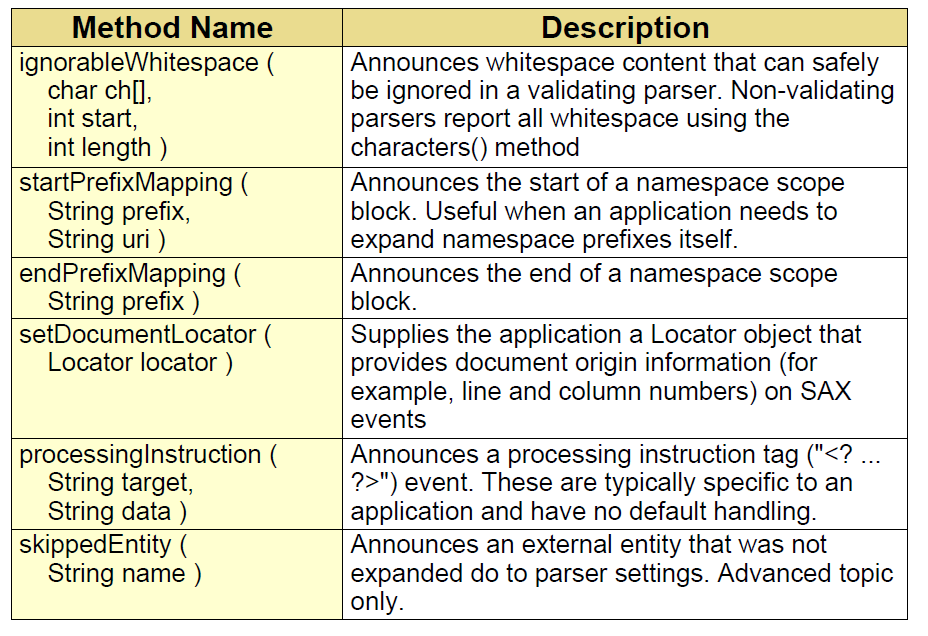 Method Name
Description
ignorableWhitespace (
char ch[],
int start,
int length )
Announces whitespace content that can safely
be ignored in a validating parser. Non-validating
parsers report all whitespace using the
characters() method
startPrefixMapping (
String prefix,
String uri )
Announces the start of a namespace scope
block. Useful when an application needs to
expand namespace prefixes itself.
endPrefixMapping (
String prefix )
Announces the end of a namespace scope
block.
setDocumentLocator (
Locator locator )
Supplies the application a Locator object that
provides document origin information (for
example, line and column numbers) on SAX
events
processingInstruction (
String target,
String data )
Announces a processing instruction tag ("<? ...
?>") event. These are typically specific to an
application and have no default handling.
skippedEntity (
String name )
Announces an external entity that was not
expanded do to parser settings. Advanced topic
only.